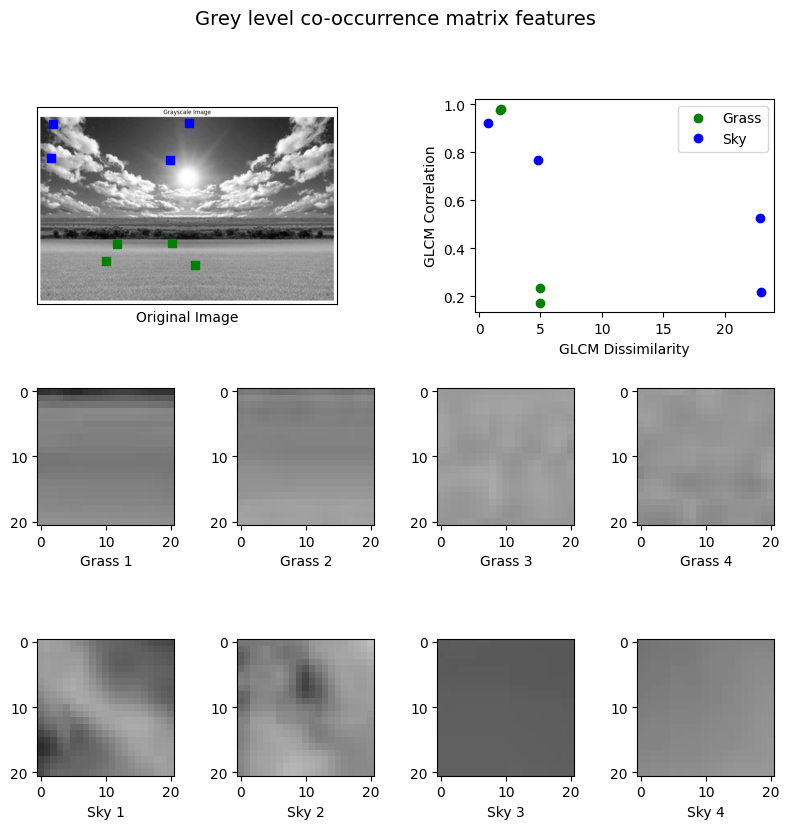 Grey level co-occurrence matrix features
Grayscale Image
Original Image
1.0
0.8
0.6
0.4
0.2
GLCM Correlation
Grass
Sky
0 5 10 15 20
GLCM Dissimilarity
0
10
20
0 10 20
Grass 1
0
10
20
0 10 20
Grass 2
0
10
20
0 10 20
Grass 3
0
10
20
0 10 20
Grass 4
0
10
20
0 10 20
Sky 1
0
10
20
0 10 20
Sky 2
0
10
20
0 10 20
Sky 3
0
10
20
0 10 20
Sky 4